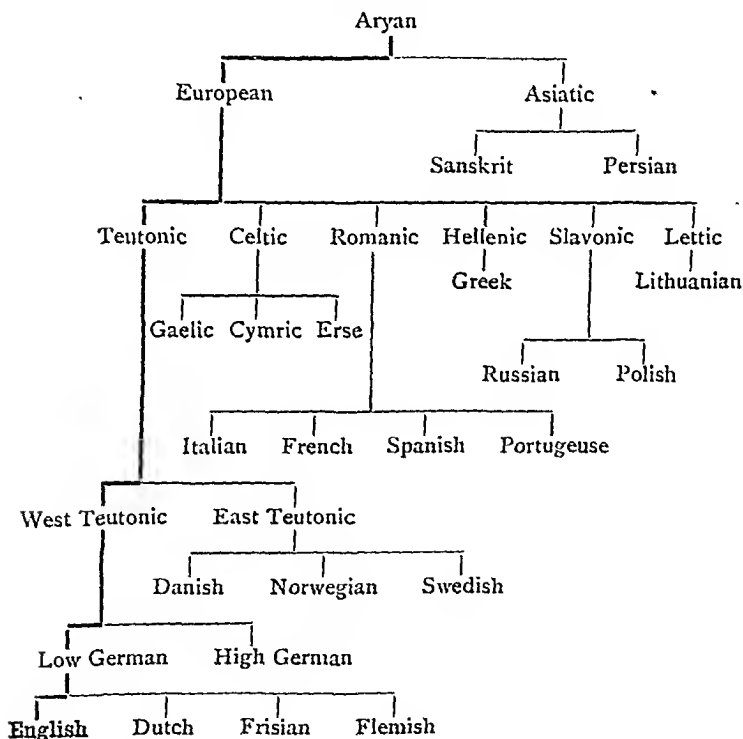 Aryan
European Asiatic
Sanskrit Persian
Teutonic Celtic Romanic Hellenic Slavonic Lettic
Greek Lithuanian
Gaelic Cymric Erse
Russian Polish
Italian French Spanish Portugeuse
West Teutonic East Teutonic
Danish Norwegian Swedish
Low German High German
English Dutch Frisian Flemish